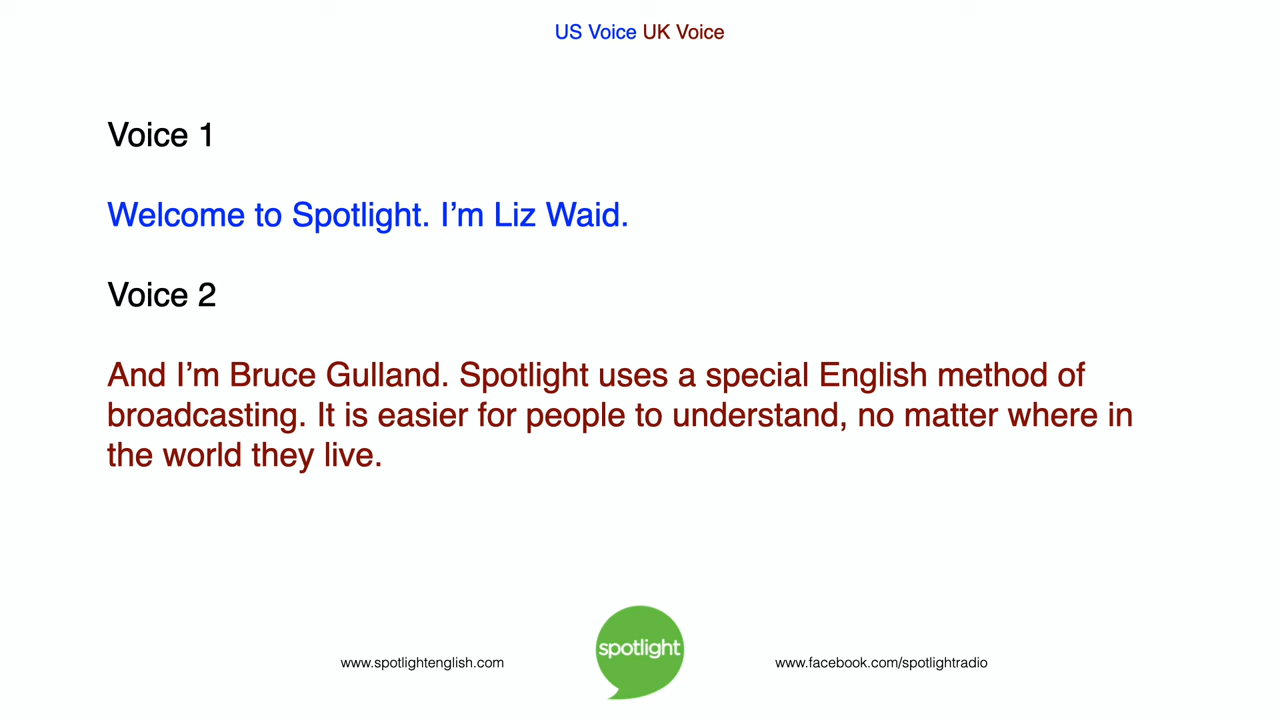 US Voice UK Voice
Voice 1
Welcome to Spotlight. I’m Liz Waid.
Voice 2
And I’m Bruce Gulland. Spotlight uses a special English method of
broadcasting. It is easier for people to understand, no matter where in
the world they live.
www.spotlightenglish.com
spotlight
www.facebook.com/spotlightradio